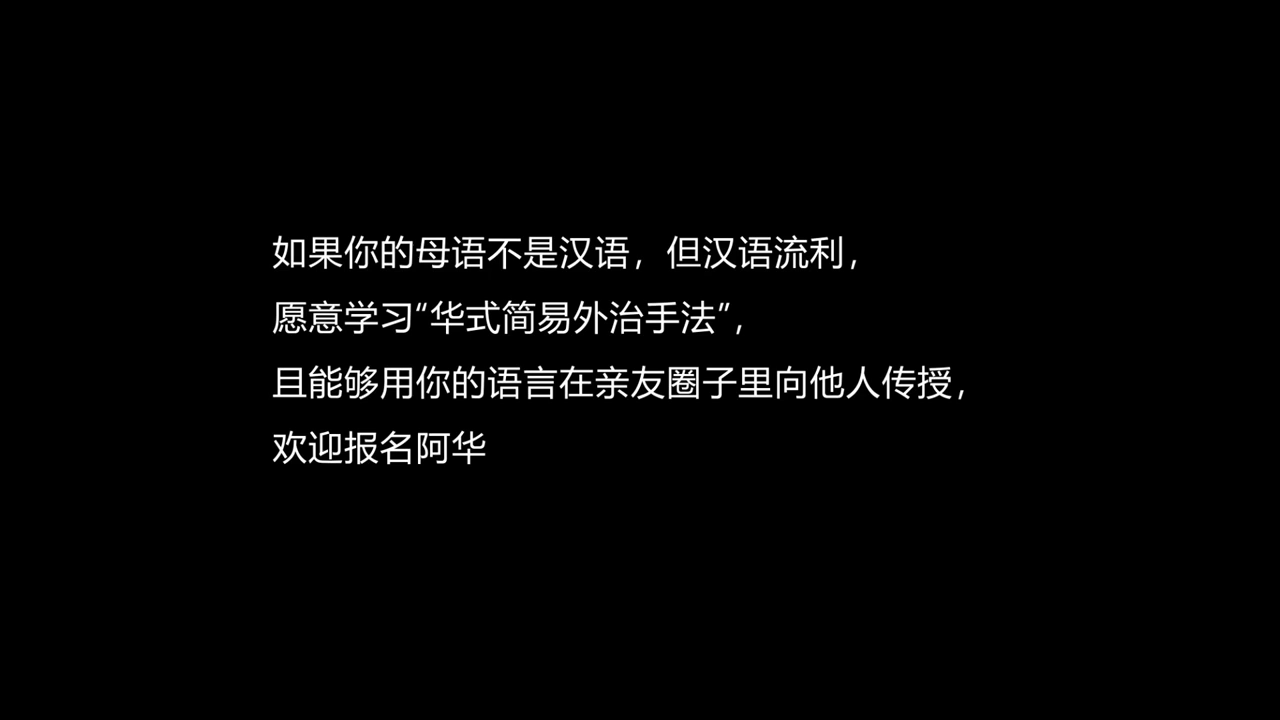 如果你的母语不是汉语，但汉语流利，
愿意学习“华式简易外治手法”，
且能够用你的语言在亲友圈子里向他人传授，
欢迎报名阿华